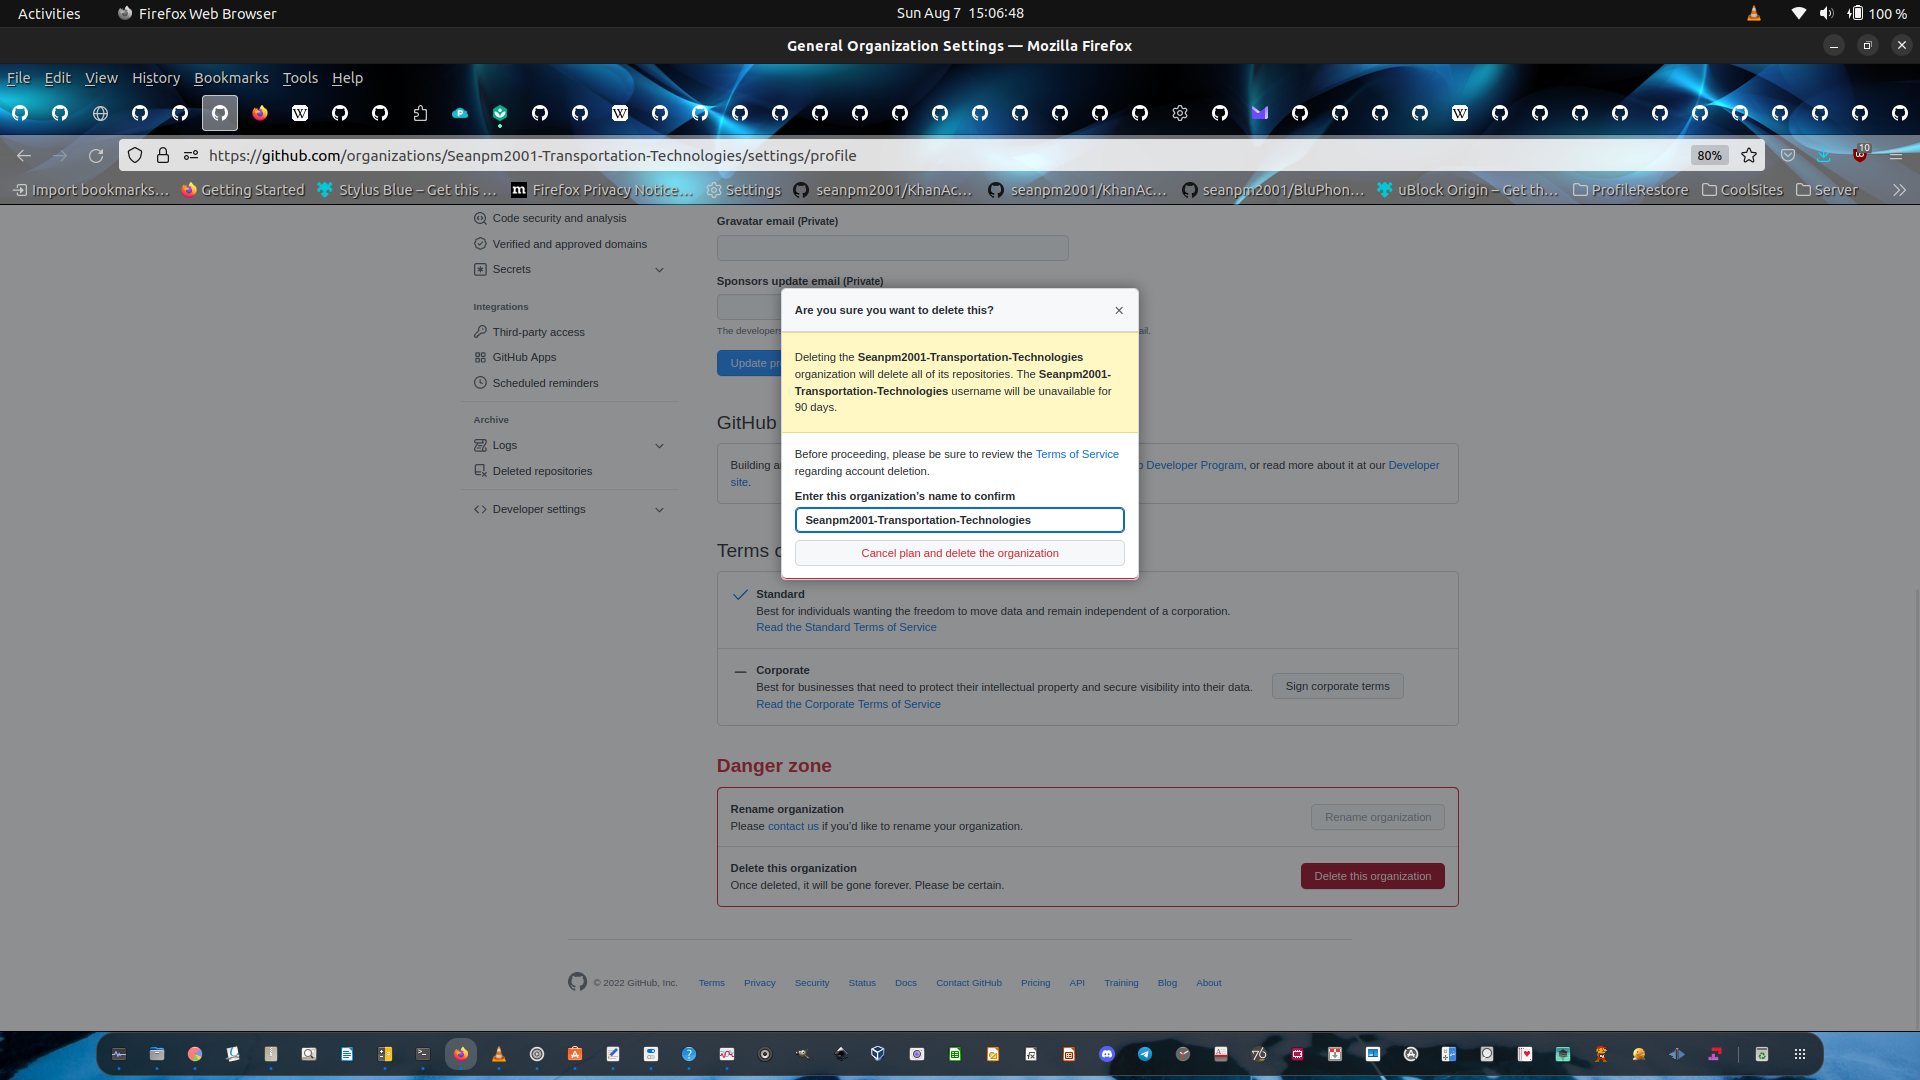 Activities
Firefox Web Browser
Sun Aug 7 15:06:48
100 %
General Organization Settings — Mozilla Firefox
File Edit View History Bookmarks Tools Help
https://github.com/organizations/Seanpm2001-Transportation-Technologies/settings/profile
80%
10
Import bookmarks…
Getting Started
Stylus Blue – Get this …
Firefox Privacy Notice…
Settings
seanpm2001/KhanAc…
seanpm2001/KhanAc…
seanpm2001/BluPhon…
uBlock Origin – Get th…
ProfileRestore
CoolSites
Server
Code security and analysis
Verified and approved domains
Secrets
Integrations
Third-party access
GitHub Apps
Scheduled reminders
Archive
Logs
Deleted repositories
Developer settings
Gravatar email (Private)
Sponsors update email (Private)
The developer
ail.
Update pr
Are you sure you want to delete this?
Deleting the Seanpm2001-Transportation-Technologies
organization will delete all of its repositories. The Seanpm2001-
Transportation-Technologies username will be unavailable for
90 days.
Before proceeding, please be sure to review the Terms of Service
regarding account deletion.
Enter this organization's name to confirm
Seanpm2001-Transportation-Technologies
Cancel plan and delete the organization
GitHub
Building a
Developer Program, or read more about it at our Developer
site.
Terms o
Standard
Best for individuals wanting the freedom to move data and remain independent of a corporation.
Read the Standard Terms of Service
Corporate
Best for businesses that need to protect their intellectual property and secure visibility into their data.
Read the Corporate Terms of Service
Sign corporate terms
Danger zone
Rename organization
Please contact us if you'd like to rename your organization.
Rename organization
Delete this organization
Once deleted, it will be gone forever. Please be certain.
Delete this organization
© 2022 GitHub, Inc.
Terms
Privacy
Security
Status
Docs
Contact GitHub
Pricing
API
Training
Blog
About